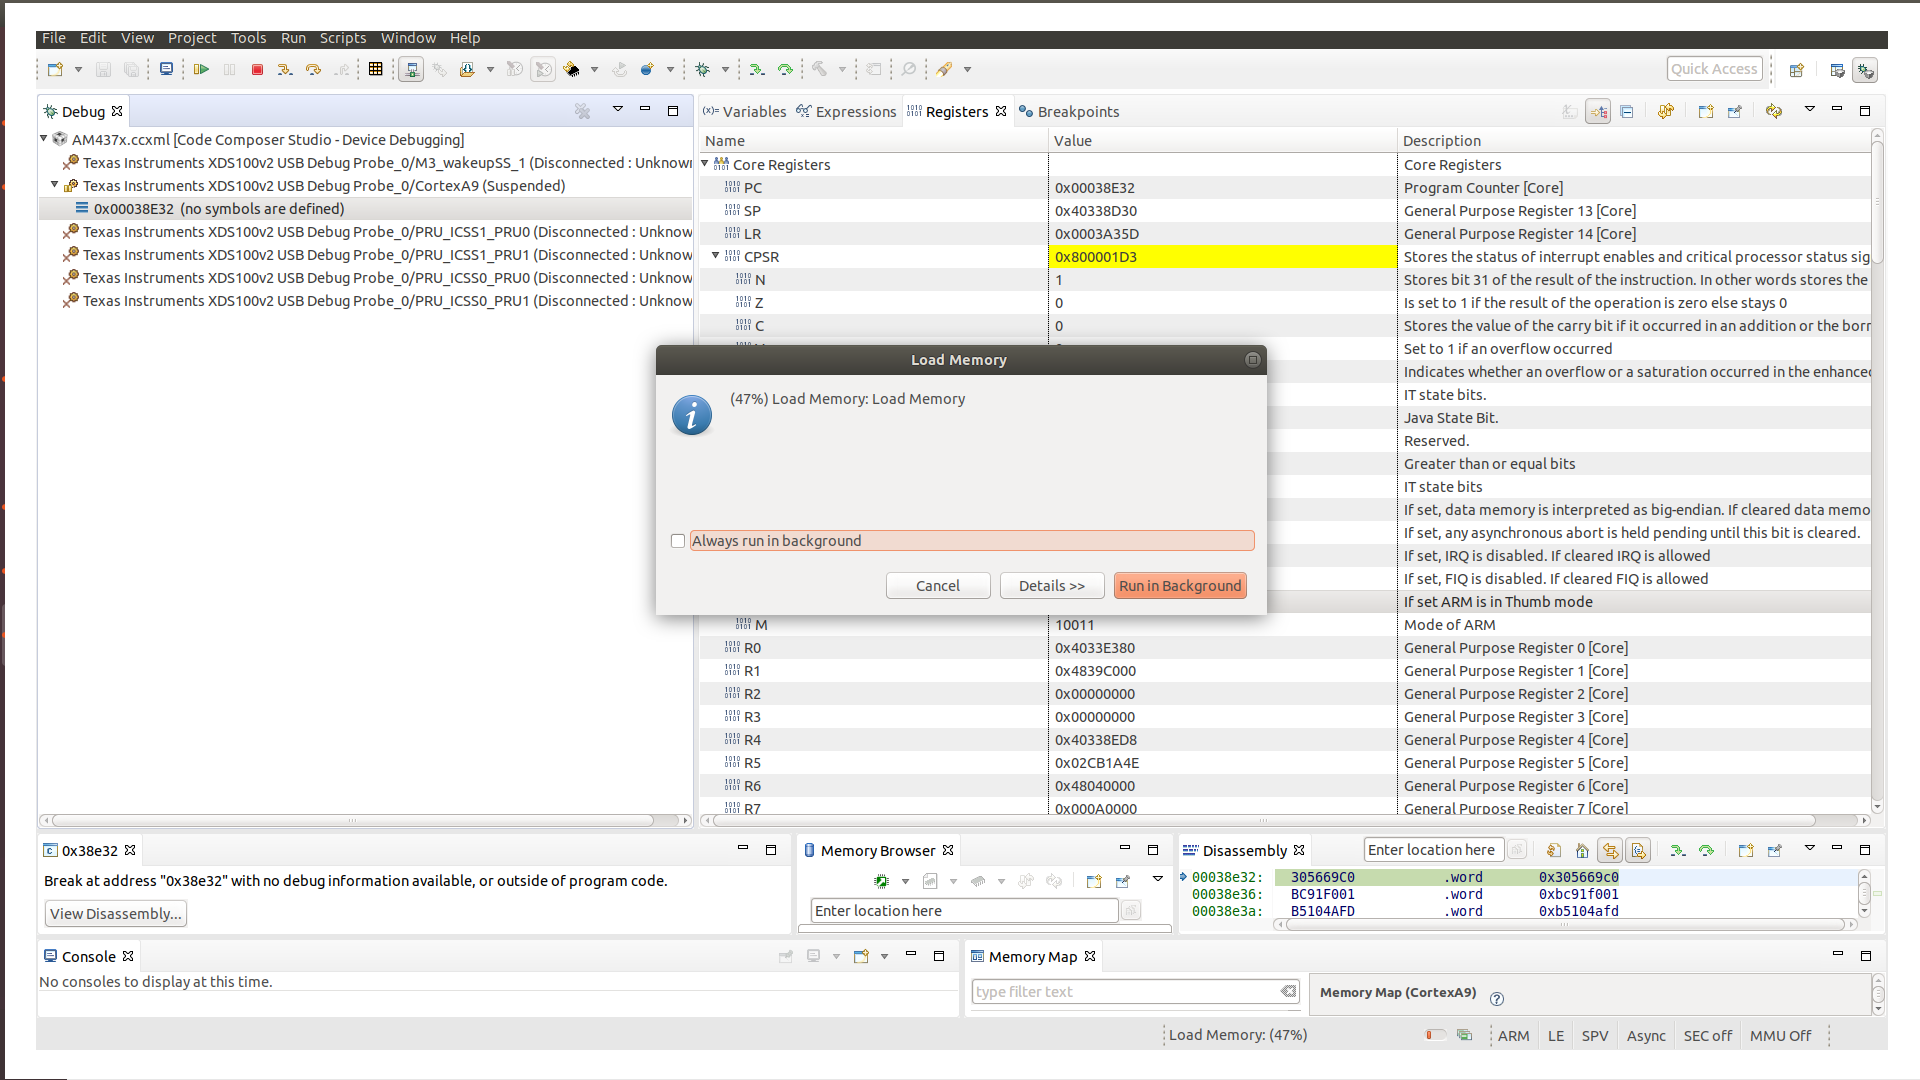 File Edit View Project Tools Run Scripts Window Help
Quick Access
Debug
AM437x.ccxml [Code Composer Studio - Device Debugging]
Texas Instruments XDS100v2 USB Debug Probe_0/M3_wakeupSS_1 (Disconnected : Unknown
Texas Instruments XDS100v2 USB Debug Probe_0/CortexA9 (Suspended)
0x00038E32 (no symbols are defined)
Texas Instruments XDS100v2 USB Debug Probe_0/PRU_ICSS1_PRU0 (Disconnected : Unknow
Texas Instruments XDS100v2 USB Debug Probe_0/PRU_ICSS1_PRU1 (Disconnected : Unknow
Texas Instruments XDS100v2 USB Debug Probe_0/PRU_ICSS0_PRU0 (Disconnected : Unknow
Texas Instruments XDS100v2 USB Debug Probe_0/PRU_ICSS0_PRU1 (Disconnected : Unknow
(x)= Variables Expressions Registers Breakpoints
Name Value Description
Core Registers Core Registers
PC 0x00038E32 Program Counter [Core]
SP 0x40338D30 General Purpose Register 13 [Core]
LR 0x0003A35D General Purpose Register 14 [Core]
CPSR 0x800001D3 Stores the status of interrupt enables and critical processor status sig
N 1 Stores bit 31 of the result of the instruction. In other words stores the
Z 0 Is set to 1 if the result of the operation is zero else stays 0
C 0 Stores the value of the carry bit if it occurred in an addition or the borr
Set to 1 if an overflow occurred
Indicates whether an overflow or a saturation occurred in the enhanced
IT state bits.
Java State Bit.
Reserved.
Greater than or equal bits
IT state bits
If set, data memory is interpreted as big-endian. If cleared data memo
If set, any asynchronous abort is held pending until this bit is cleared.
If set, IRQ is disabled. If cleared IRQ is allowed
If set, FIQ is disabled. If cleared FIQ is allowed
If set ARM is in Thumb mode
M 10011 Mode of ARM
R0 0x4033E380 General Purpose Register 0 [Core]
R1 0x4839C000 General Purpose Register 1 [Core]
R2 0x00000000 General Purpose Register 2 [Core]
R3 0x00000000 General Purpose Register 3 [Core]
R4 0x40338ED8 General Purpose Register 4 [Core]
R5 0x02CB1A4E General Purpose Register 5 [Core]
R6 0x48040000 General Purpose Register 6 [Core]
R7 0x000A0000 General Purpose Register 7 [Core]
Load Memory
(47%) Load Memory: Load Memory
Always run in background
Cancel Details >> Run in Background
0x38e32
Break at address "0x38e32" with no debug information available, or outside of program code.
View Disassembly...
Memory Browser
Enter location here
Disassembly Enter location here
00038e32: 305669C0 .word 0x305669c0
00038e36: BC91F001 .word 0xbc91f001
00038e3a: B5104AFD .word 0xb5104afd
Console
No consoles to display at this time.
Memory Map
type filter text
Memory Map (CortexA9)
Load Memory: (47%) ARM LE SPV Async SEC off MMU Off